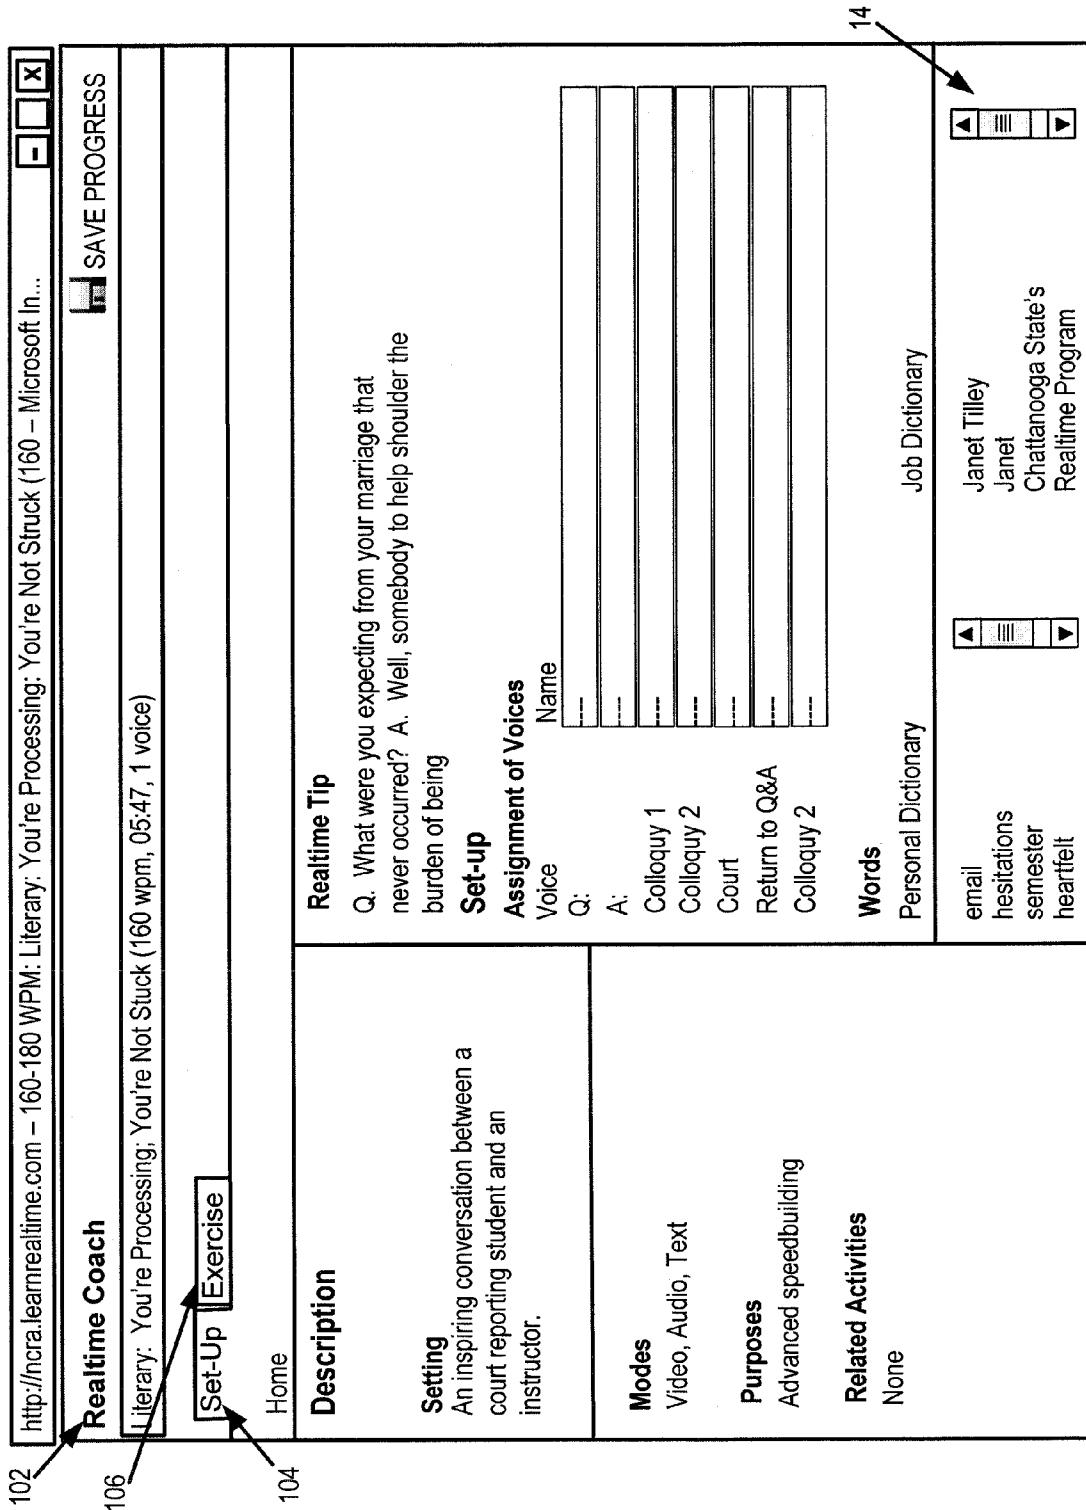 http://ncra.learnrealtime.com – 160-180 WPM: Literary: You're Processing: You're Not Struck (160 – Microsoft In...
102
Realtime Coach
SAVE PROGRESS
Literary: You're Processing; You're Not Stuck (160 wpm, 05:47, 1 voice)
106
Set-Up
Exercise
104
Home
Description
Setting
An inspiring conversation between a
court reporting student and an
instructor.
Modes
Video, Audio, Text
Purposes
Advanced speedbuilding
Related Activities
None
Realtime Tip
Q. What were you expecting from your marriage that
never occurred? A. Well, somebody to help shoulder the
burden of being
Set-up
Assignment of Voices
Voice Name
Q: ----
A: ----
Colloquy 1 ----
Colloquy 2 ----
Court ----
Return to Q&A ----
Colloquy 2 ----
Words
Personal Dictionary Job Dictionary
email
hesitations
semester
heartfelt
Janet Tilley
Janet
Chattanooga State's
Realtime Program
14